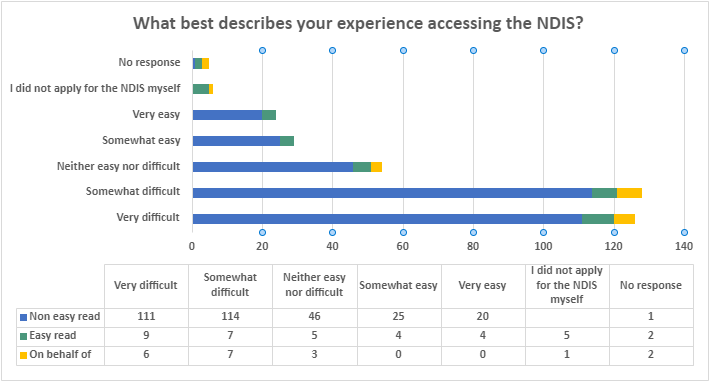 What best describes your experience accessing the NDIS?
No response
I did not apply for the NDIS myself
Very easy
Somewhat easy
Neither easy nor difficult
Somewhat difficult
Very difficult
0 20 40 60 80 100 120 140
Very difficult Somewhat difficult Neither easy nor difficult Somewhat easy Very easy I did not apply for the NDIS myself No response
Non easy read 111 114 46 25 20 1
Easy read 9 7 5 4 4 5 2
On behalf of 6 7 3 0 0 1 2